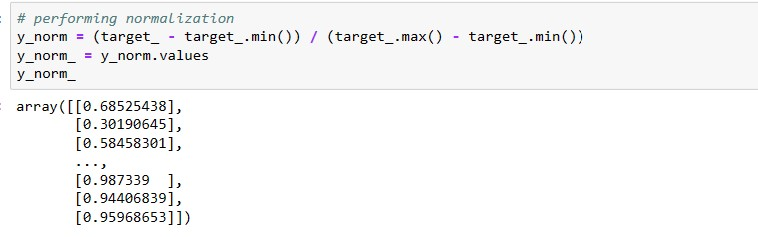 # performing normalization
y_norm = (target_ - target_.min()) / (target_.max() - target_.min())
y_norm_ = y_norm.values
y_norm_
array([[0.68525438],
[0.30190645],
[0.58458301],
...,
[0.987339  ],
[0.94406839],
[0.95968653]])